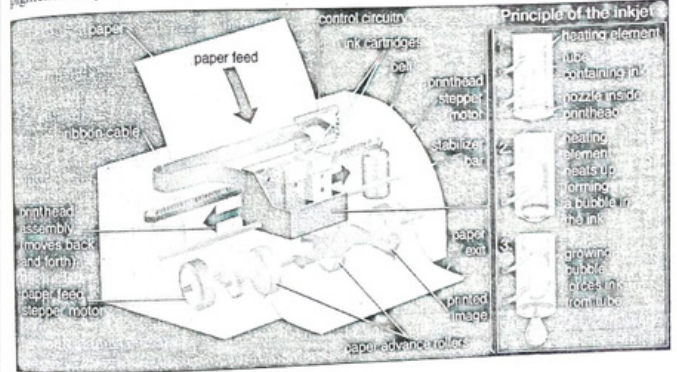 paper
paper feed
ribbon cable
printhead
assembly
(moves back
and forth)
paper feed
stepper motor
control circuitry
ink cartridges
belt
printhead
stepper
motor
stabilizer
bar
paper
exit
printed
image
paper advance rollers
Principle of the inkjet
heating element
tube
containing ink
nozzle inside
printhead
2.
heating
element
heats up
forming
a bubble in
the ink
3.
growing
bubble
forces ink
from tube